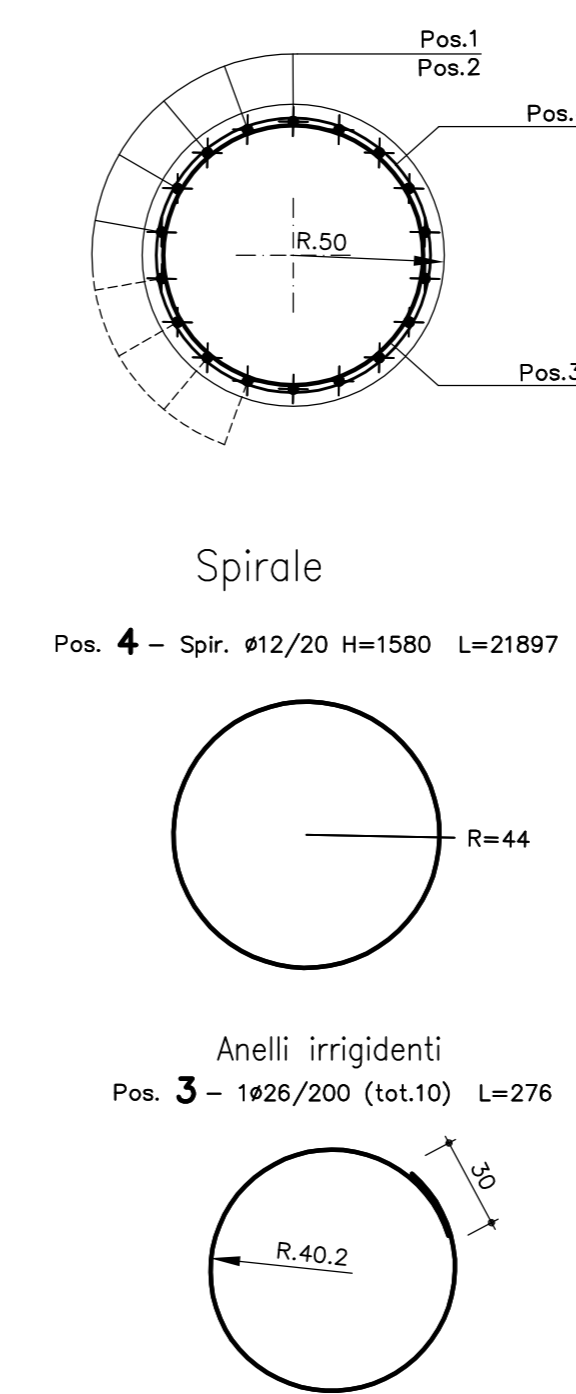 Pos.1
Pos.2
Pos.
R.50
Pos.3
Spirale
Pos. 4 – Spir. ø12/20 H=1580 L=21897
R=44
Anelli irrigidenti
Pos. 3 – 1ø26/200 (tot.10) L=276
30
R.40.2